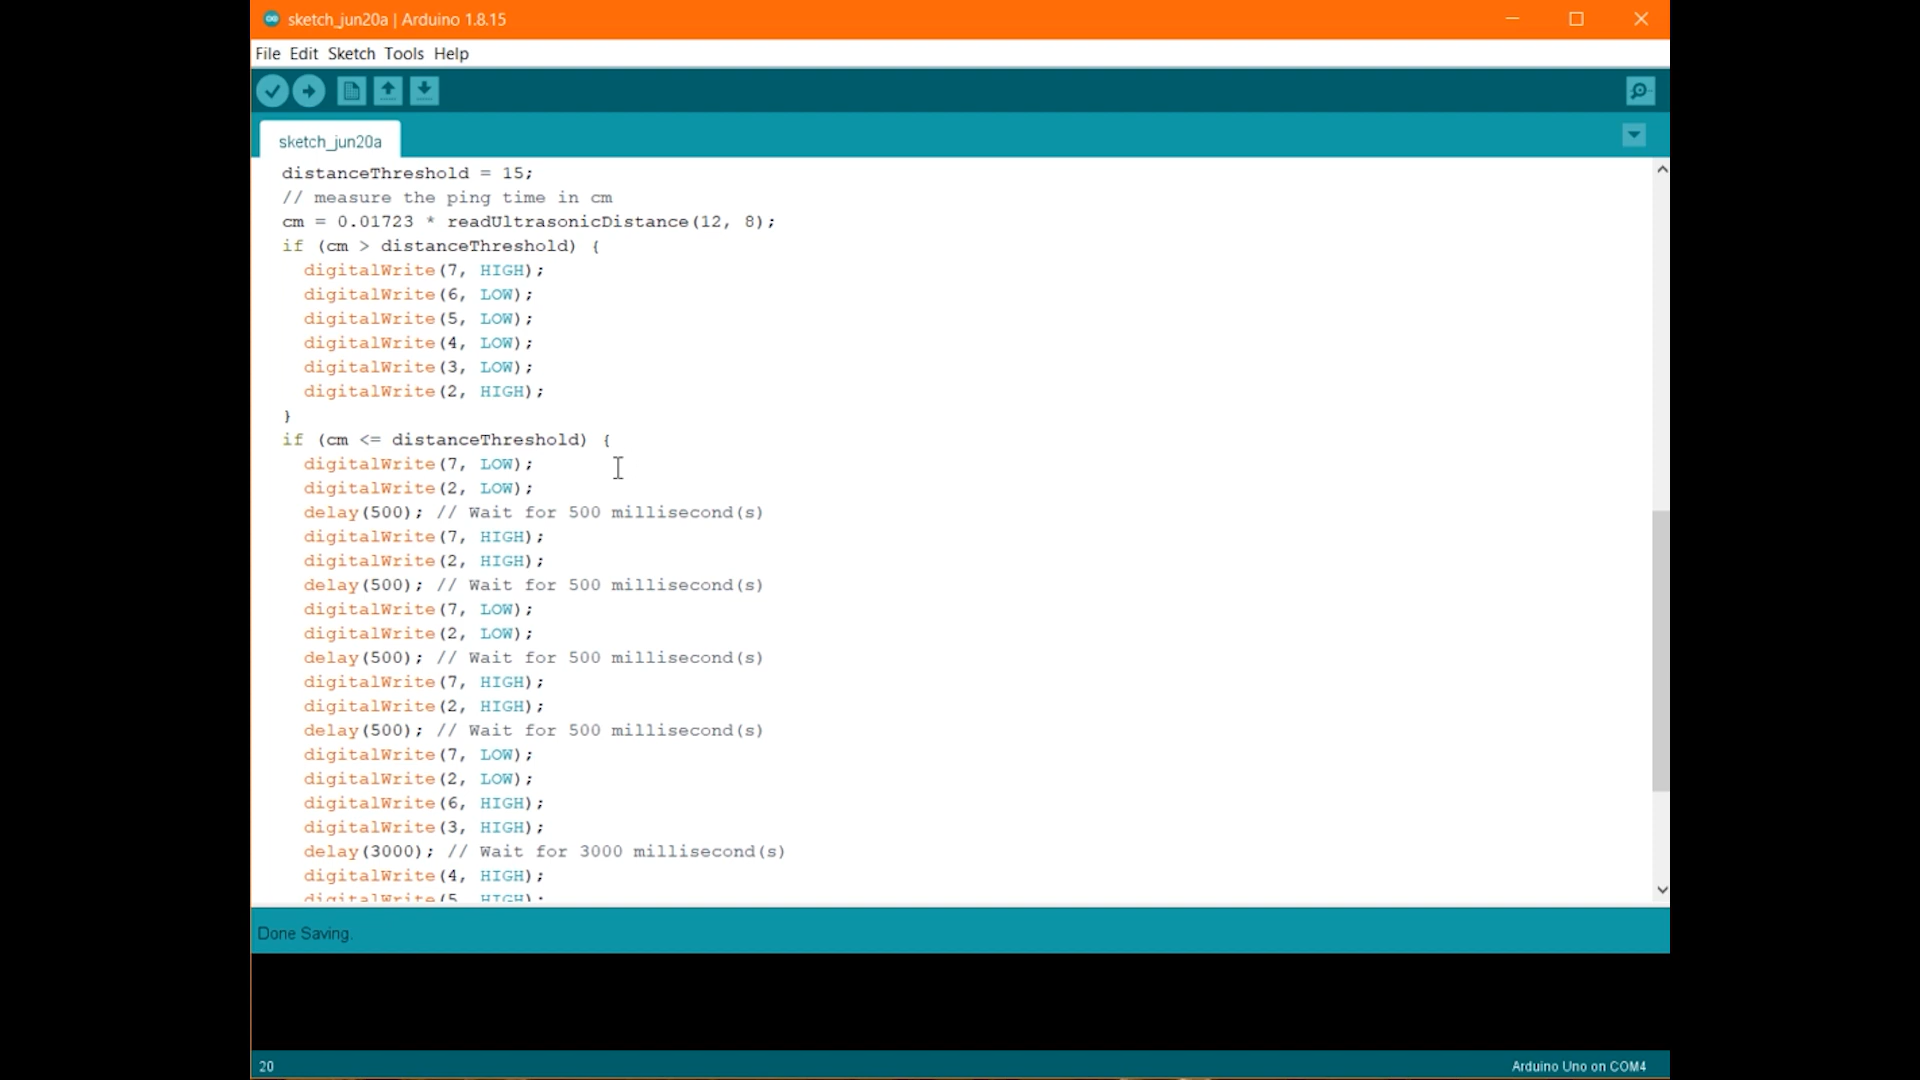 sketch_jun20a | Arduino 1.8.15
File Edit Sketch Tools Help
sketch_jun20a
distanceThreshold = 15;
// measure the ping time in cm
cm = 0.01723 * readUltrasonicDistance(12, 8);
if (cm > distanceThreshold) {
digitalWrite(7, HIGH);
digitalWrite(6, LOW);
digitalWrite(5, LOW);
digitalWrite(4, LOW);
digitalWrite(3, LOW);
digitalWrite(2, HIGH);
}
if (cm <= distanceThreshold) {
digitalWrite(7, LOW);
digitalWrite(2, LOW);
delay(500); // Wait for 500 millisecond(s)
digitalWrite(7, HIGH);
digitalWrite(2, HIGH);
delay(500); // Wait for 500 millisecond(s)
digitalWrite(7, LOW);
digitalWrite(2, LOW);
delay(500); // Wait for 500 millisecond(s)
digitalWrite(7, HIGH);
digitalWrite(2, HIGH);
delay(500); // Wait for 500 millisecond(s)
digitalWrite(7, LOW);
digitalWrite(2, LOW);
digitalWrite(6, HIGH);
digitalWrite(3, HIGH);
delay(3000); // Wait for 3000 millisecond(s)
digitalWrite(4, HIGH);
digitalWrite(5, HIGH);
Done Saving.
20
Arduino Uno on COM4